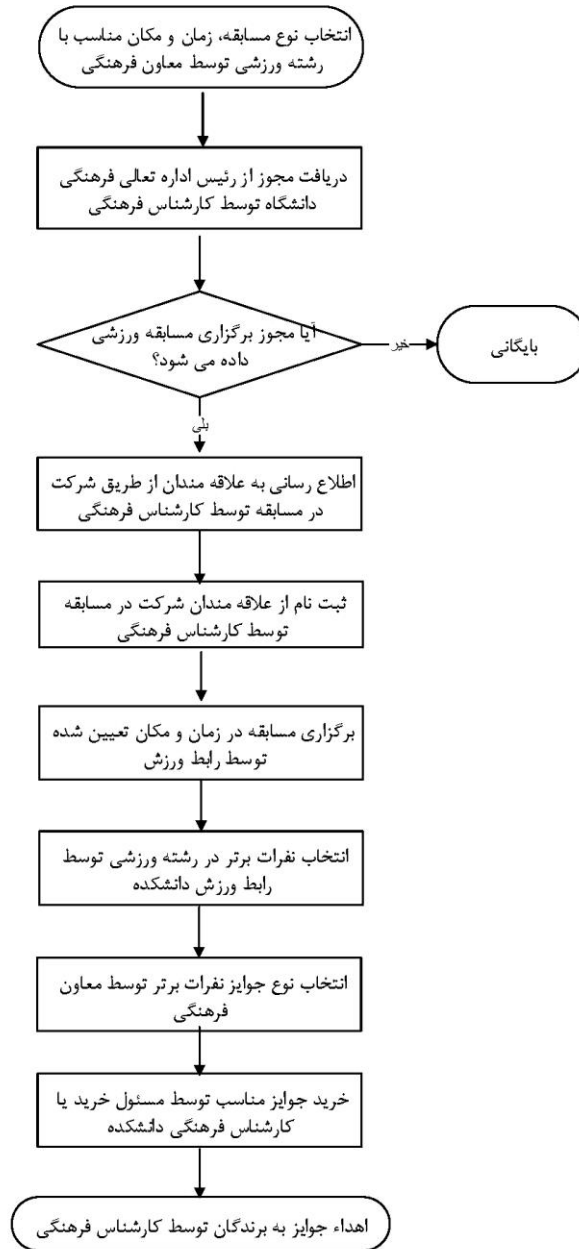 انتخاب نوع مسابقه، زمان و مکان مناسب با
رشته ورزشی توسط معاون فرهنگی
دریافت مجوز از رئیس اداره تعالی فرهنگی
دانشگاه توسط کارشناس فرهنگی
آیا مجوز برگزاری مسابقه ورزشی
داده می شود؟
خیر
بایگانی
بلی
اطلاع رسانی به علاقه مندان از طریق شرکت
در مسابقه توسط کارشناس فرهنگی
ثبت نام از علاقه مندان شرکت در مسابقه
توسط کارشناس فرهنگی
برگزاری مسابقه در زمان و مکان تعیین شده
توسط رابط ورزش
انتخاب نفرات برتر در رشته ورزشی توسط
رابط ورزش دانشکده
انتخاب نوع جوایز نفرات برتر توسط معاون
فرهنگی
خرید جوایز مناسب توسط مسئول خرید یا
کارشناس فرهنگی دانشکده
اهداء جوایز به برندگان توسط کارشناس فرهنگی